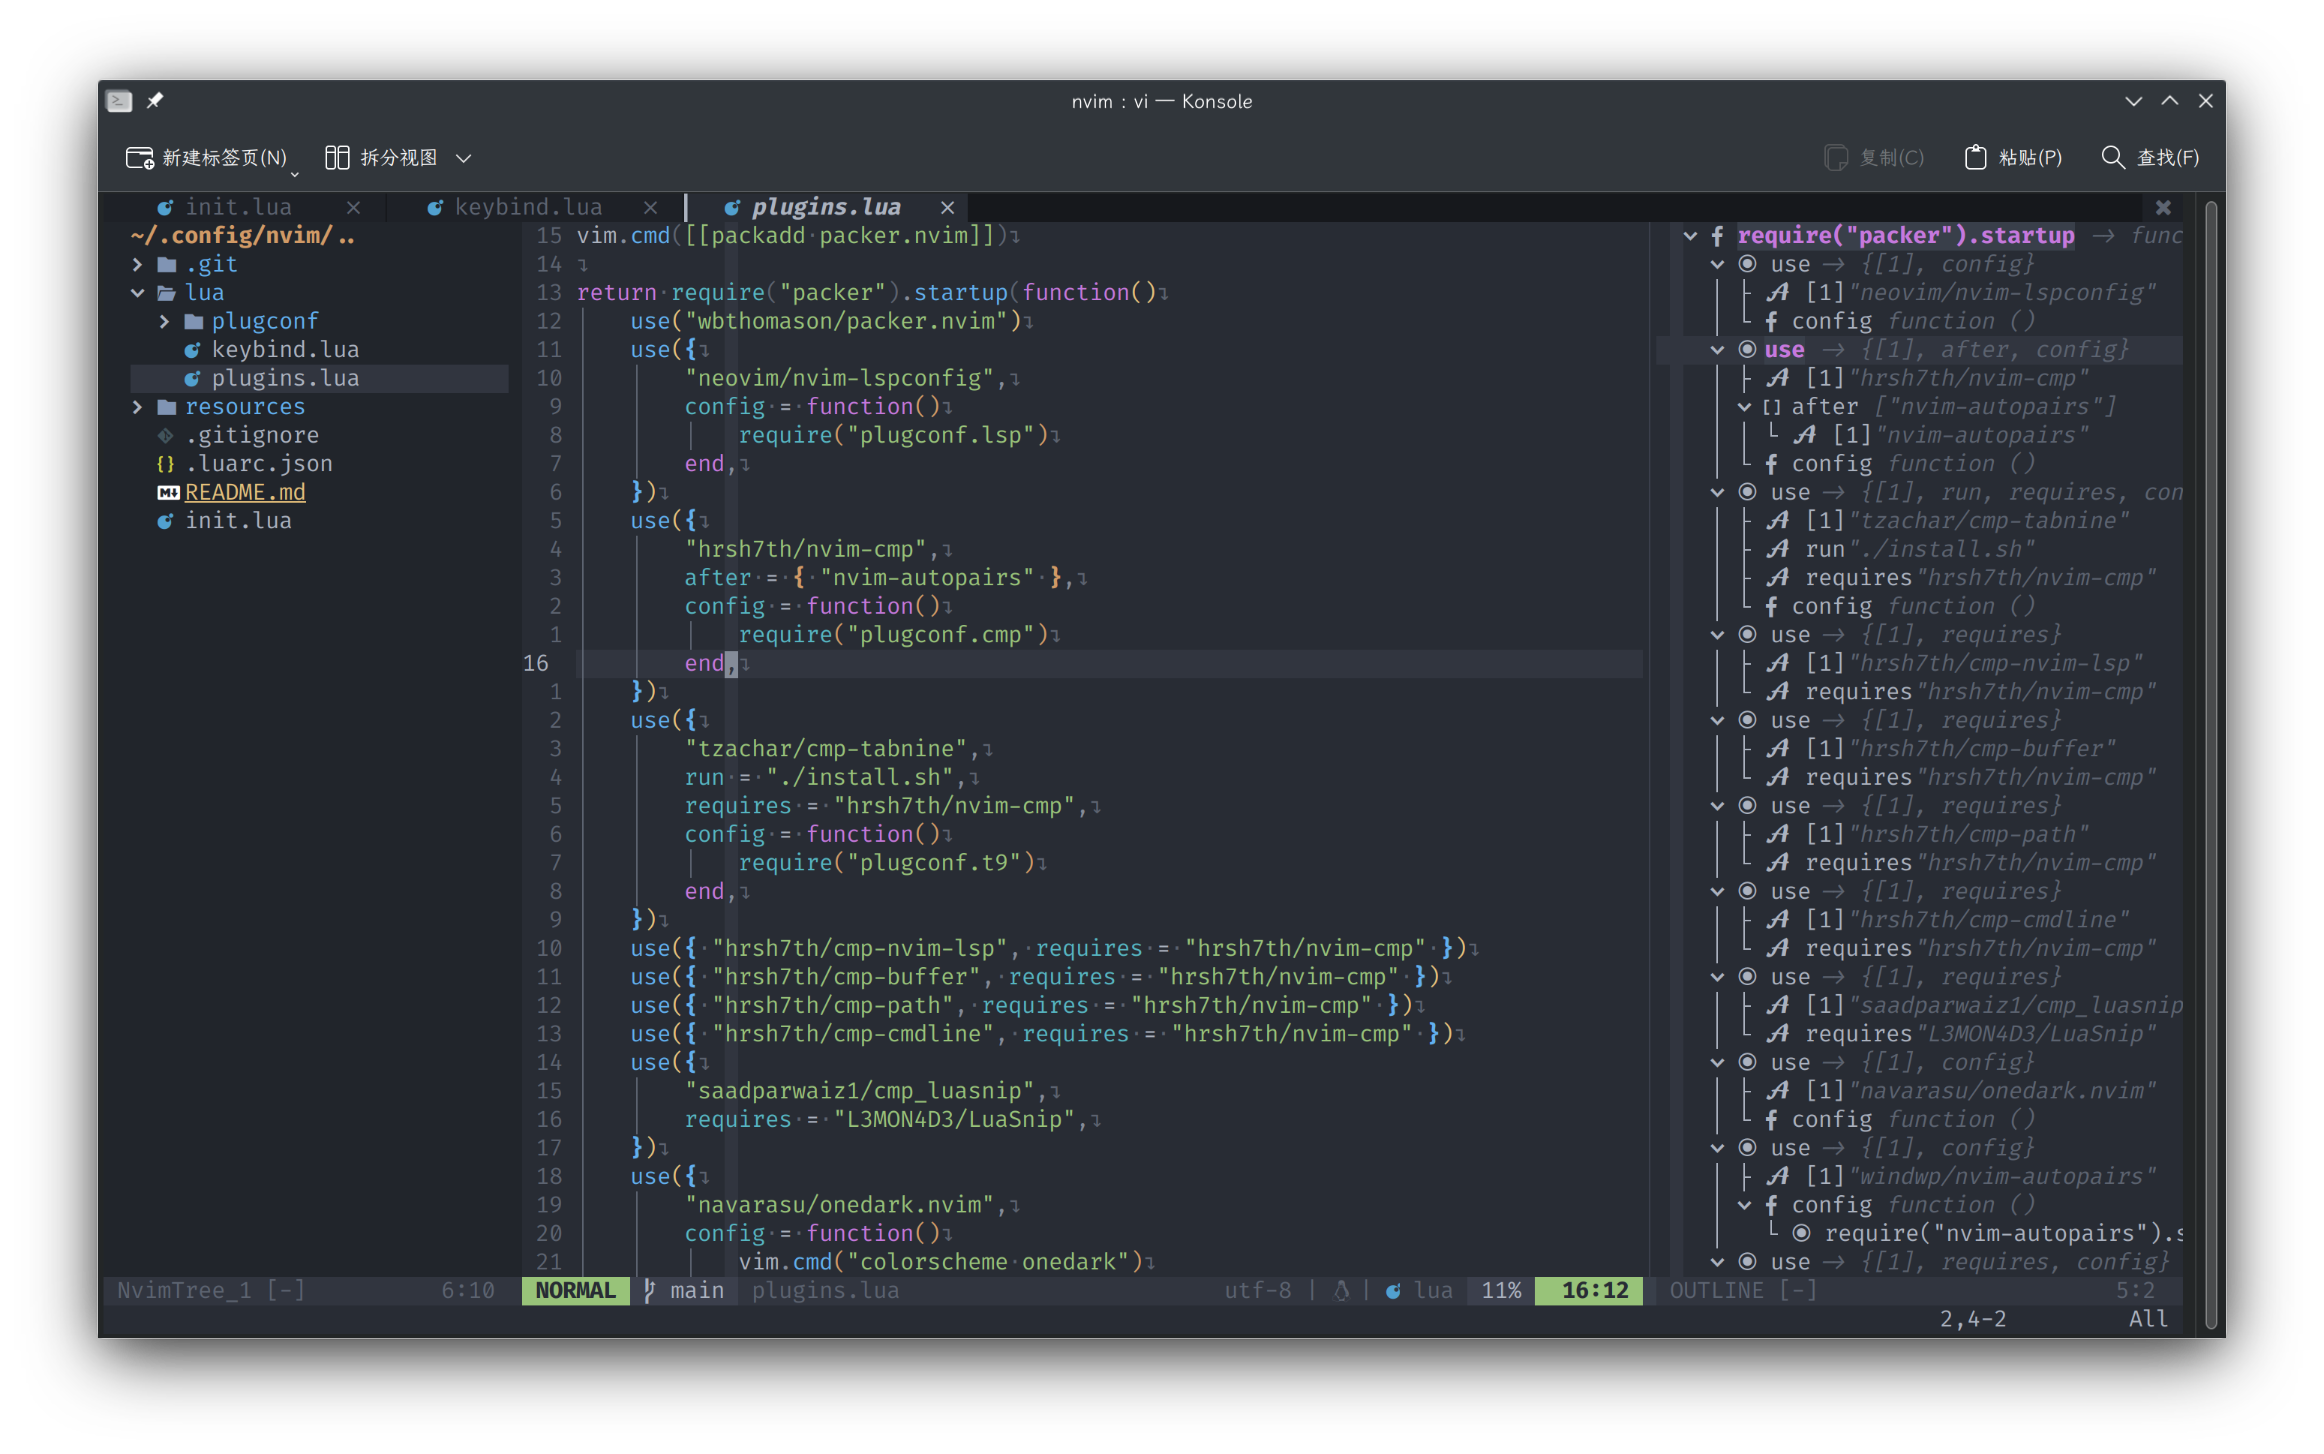 nvim : vi — Konsole
新建标签页(N) 拆分视图 复制(C) 粘贴(P) 查找(F)
init.lua keybind.lua plugins.lua
~/.config/nvim/..
.git
lua
plugconf
keybind.lua
plugins.lua
resources
.gitignore
.luarc.json
README.md
init.lua
15 vim.cmd([[packadd·packer.nvim]])
14
13 return·require("packer").startup(function()
12 use("wbthomason/packer.nvim")
11 use({
10 "neovim/nvim-lspconfig",
9 config·=·function()
8 require("plugconf.lsp")
7 end,
6 })
5 use({
4 "hrsh7th/nvim-cmp",
3 after·=·{·"nvim-autopairs"·},
2 config·=·function()
1 require("plugconf.cmp")
16 end,
1 })
2 use({
3 "tzachar/cmp-tabnine",
4 run·=·"./install.sh",
5 requires·=·"hrsh7th/nvim-cmp",
6 config·=·function()
7 require("plugconf.t9")
8 end,
9 })
10 use({·"hrsh7th/cmp-nvim-lsp",·requires·=·"hrsh7th/nvim-cmp"·})
11 use({·"hrsh7th/cmp-buffer",·requires·=·"hrsh7th/nvim-cmp"·})
12 use({·"hrsh7th/cmp-path",·requires·=·"hrsh7th/nvim-cmp"·})
13 use({·"hrsh7th/cmp-cmdline",·requires·=·"hrsh7th/nvim-cmp"·})
14 use({
15 "saadparwaiz1/cmp_luasnip",
16 requires·=·"L3MON4D3/LuaSnip",
17 })
18 use({
19 "navarasu/onedark.nvim",
20 config·=·function()
21 vim.cmd("colorscheme·onedark")
require("packer").startup → func
use → {[1], config}
[1] "neovim/nvim-lspconfig"
config function ()
use → {[1], after, config}
[1] "hrsh7th/nvim-cmp"
[] after ["nvim-autopairs"]
[1] "nvim-autopairs"
config function ()
use → {[1], run, requires, con
[1] "tzachar/cmp-tabnine"
run "./install.sh"
requires "hrsh7th/nvim-cmp"
config function ()
use → {[1], requires}
[1] "hrsh7th/cmp-nvim-lsp"
requires "hrsh7th/nvim-cmp"
use → {[1], requires}
[1] "hrsh7th/cmp-buffer"
requires "hrsh7th/nvim-cmp"
use → {[1], requires}
[1] "hrsh7th/cmp-path"
requires "hrsh7th/nvim-cmp"
use → {[1], requires}
[1] "hrsh7th/cmp-cmdline"
requires "hrsh7th/nvim-cmp"
use → {[1], requires}
[1] "saadparwaiz1/cmp_luasnip
requires "L3MON4D3/LuaSnip"
use → {[1], config}
[1] "navarasu/onedark.nvim"
config function ()
use → {[1], config}
[1] "windwp/nvim-autopairs"
config function ()
require("nvim-autopairs").s
use → {[1], requires, config}
NvimTree_1 [-] 6:10 NORMAL main plugins.lua utf-8 | | lua 11% 16:12 OUTLINE [-] 5:2
2,4-2 All